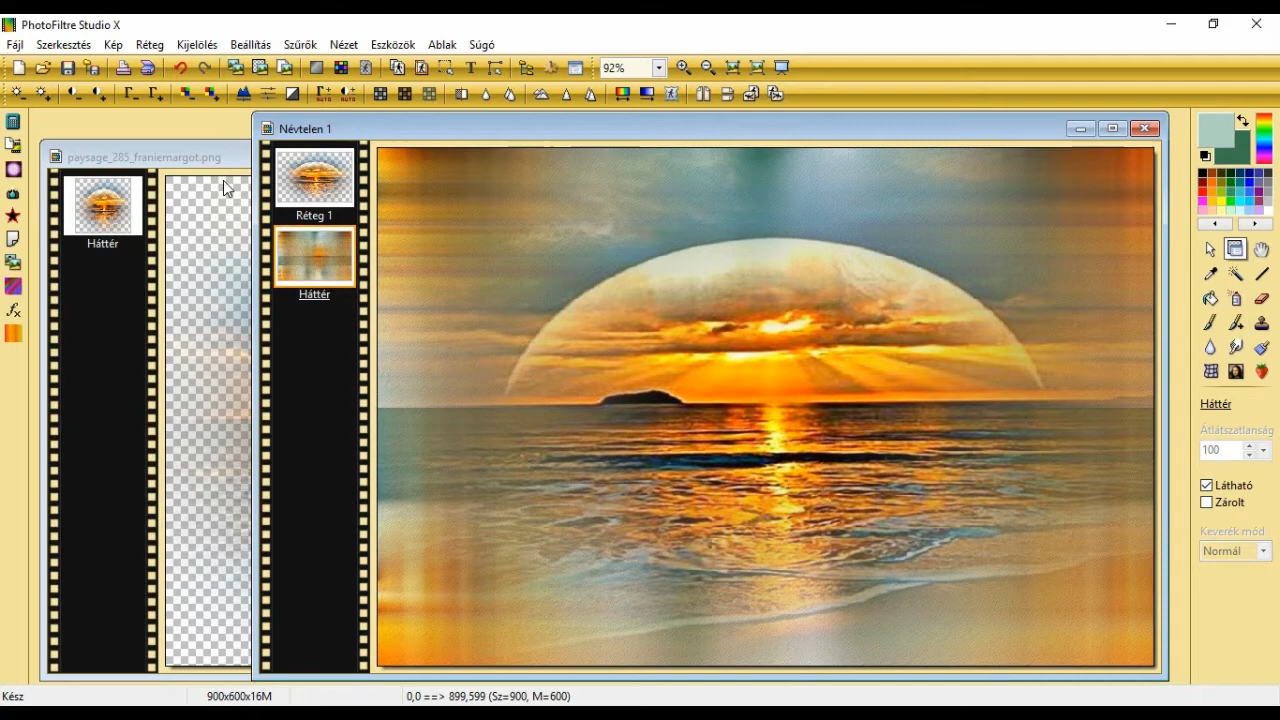 PhotoFiltre Studio X
Fájl Szerkesztés Kép Réteg Kijelölés Beállítás Szűrők Nézet Eszközök Ablak Súgó
92%
AUTO AUTO
paysage_285_franiemargot.png
Háttér
Névtelen 1
Réteg 1
Háttér
Háttér
Átlátszatlanság
100
Látható
Zárolt
Keverék mód
Normál
Kész 900x600x16M 0,0 ==> 899,599 (Sz=900, M=600)